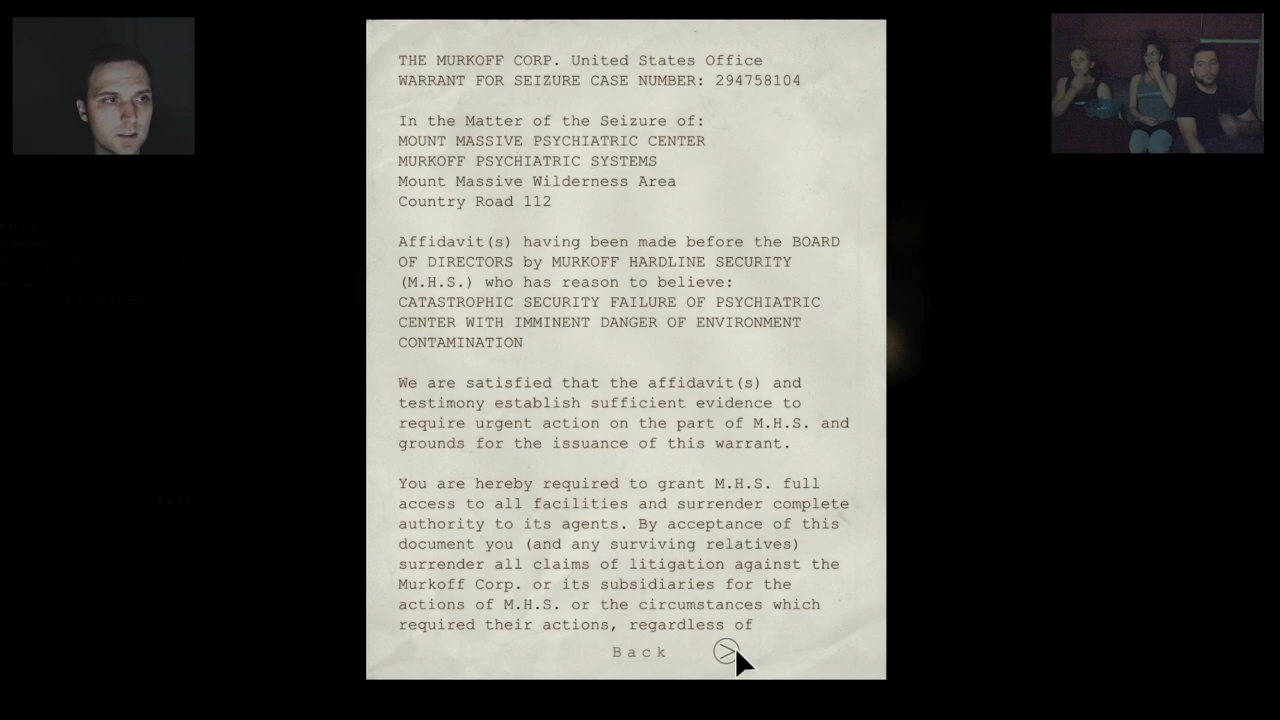 THE MURKOFF CORP. United States Office
WARRANT FOR SEIZURE CASE NUMBER: 294758104
In the Matter of the Seizure of:
MOUNT MASSIVE PSYCHIATRIC CENTER
MURKOFF PSYCHIATRIC SYSTEMS
Mount Massive Wilderness Area
Country Road 112
Affidavit(s) having been made before the BOARD
OF DIRECTORS by MURKOFF HARDLINE SECURITY
(M.H.S.) who has reason to believe:
CATASTROPHIC SECURITY FAILURE OF PSYCHIATRIC
CENTER WITH IMMINENT DANGER OF ENVIRONMENT
CONTAMINATION
We are satisfied that the affidavit(s) and
testimony establish sufficient evidence to
require urgent action on the part of M.H.S. and
grounds for the issuance of this warrant.
You are hereby required to grant M.H.S. full
access to all facilities and surrender complete
authority to its agents. By acceptance of this
document you (and any surviving relatives)
surrender all claims of litigation against the
Murkoff Corp. or its subsidiaries for the
actions of M.H.S. or the circumstances which
required their actions, regardless of
Back >